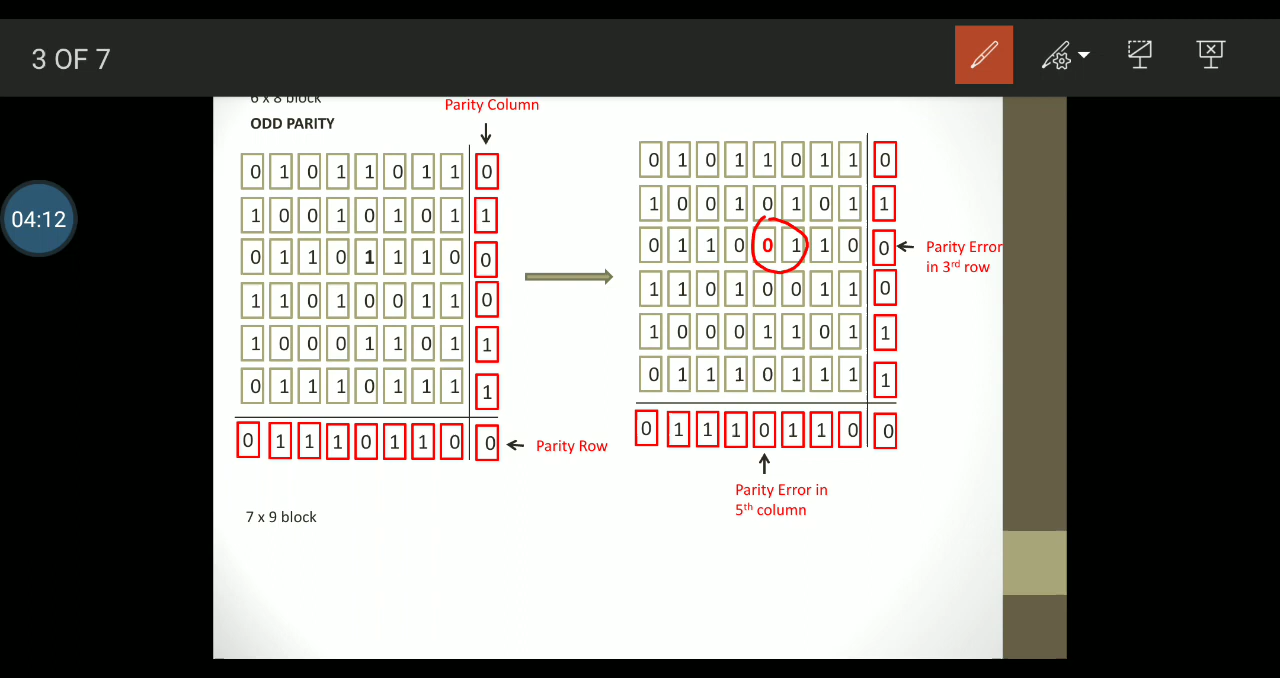 3 OF 7
6 x 8 block
Parity Column
ODD PARITY
04:12
0 1 0 1 1 0 1 1 0
1 0 0 1 0 1 0 1 1
0 1 1 0 1 1 1 0 0
1 1 0 1 0 0 1 1 0
1 0 0 0 1 1 0 1 1
0 1 1 1 0 1 1 1 1
0 1 1 1 0 1 1 0 0
Parity Row
7 x 9 block
0 1 0 1 1 0 1 1 0
1 0 0 1 0 1 0 1 1
0 1 1 0 0 1 1 0 0
Parity Error
in 3rd row
1 1 0 1 0 0 1 1 0
1 0 0 0 1 1 0 1 1
0 1 1 1 0 1 1 1 1
0 1 1 1 0 1 1 0 0
Parity Error in
5th column